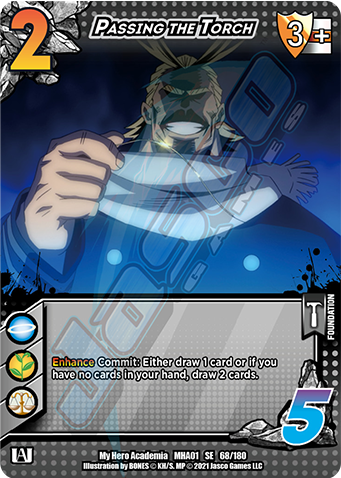 2
PASSING THE TORCH
3 +
FOUNDATION
Enhance Commit: Either draw 1 card or if you
have no cards in your hand, draw 2 cards.
5
My Hero Academia MHA01 SE 68/180
Illustration by BONES © KH/S. MP © 2021 Jasco Games LLC